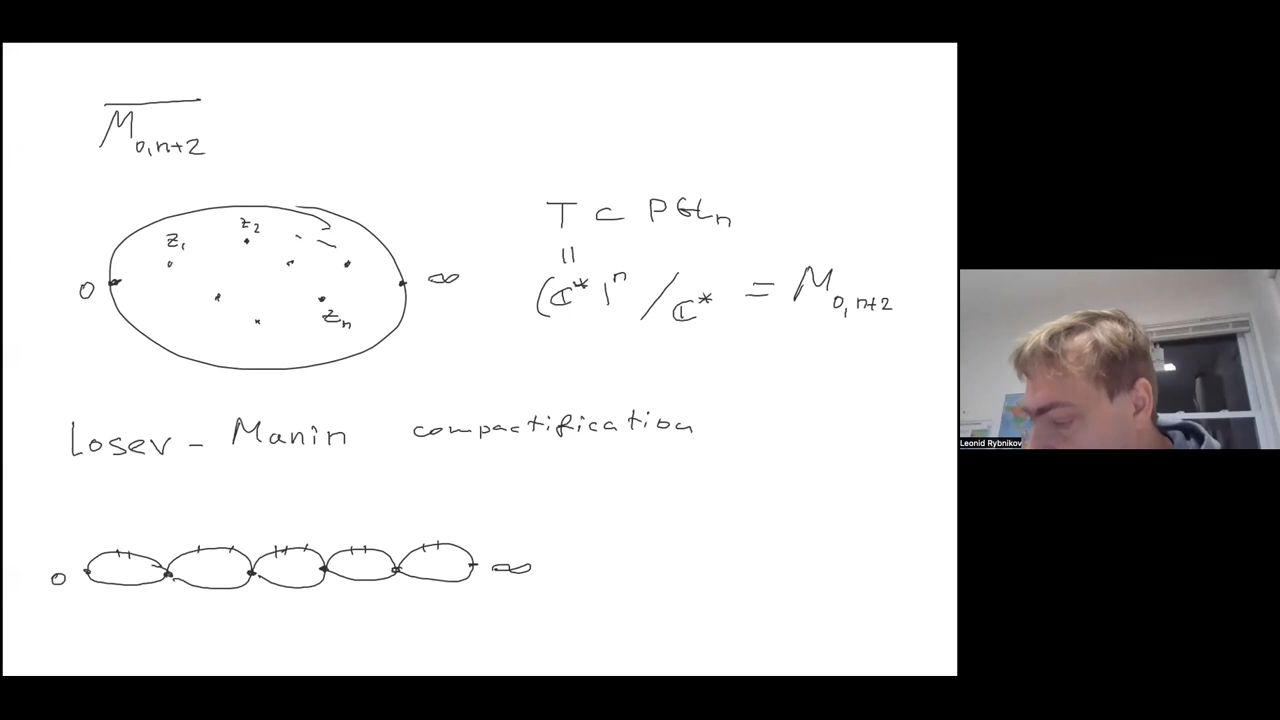 M̅₀,ₙ₊₂
z₁ z₂
0 ∞
zₙ
T ⊂ PGLₙ
=
(ℂ*)ⁿ / ℂ* = M₀,ₙ₊₂
Losev - Manin compactification
0 ∞
Leonid Rybnikov